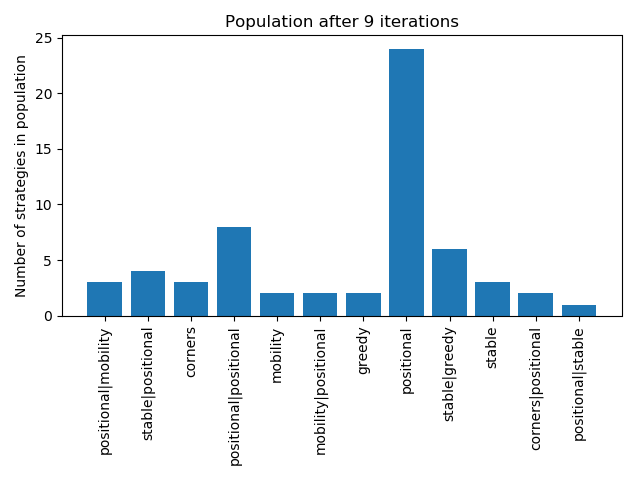 Population after 9 iterations
Number of strategies in population
25
20
15
10
5
0
positional|mobility
stable|positional
corners
positional|positional
mobility
mobility|positional
greedy
positional
stable|greedy
stable
corners|positional
positional|stable